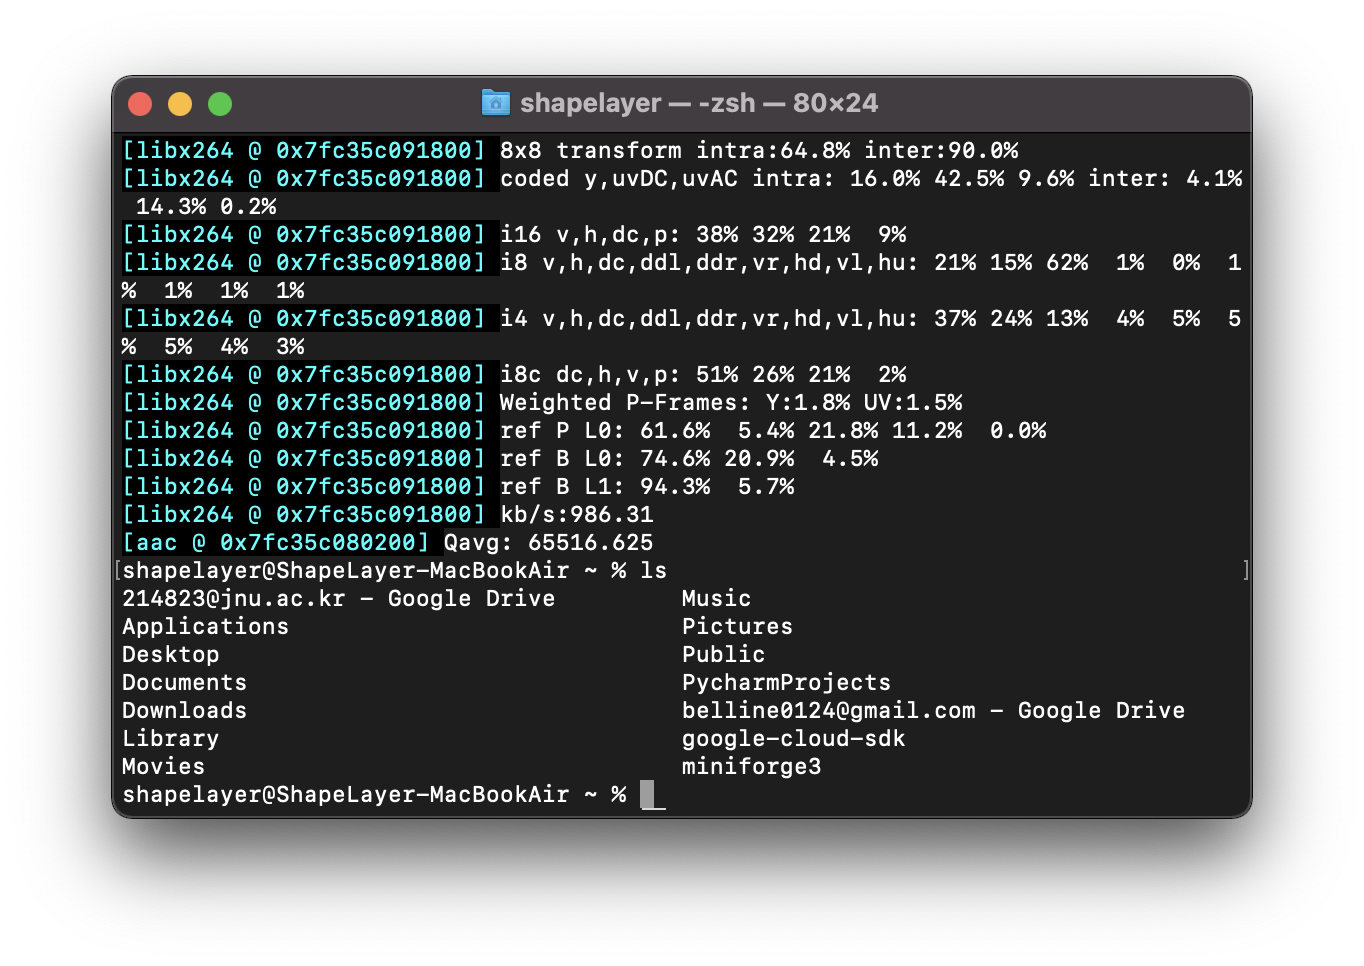 shapelayer — -zsh — 80×24
[libx264 @ 0x7fc35c091800] 8x8 transform intra:64.8% inter:90.0%
[libx264 @ 0x7fc35c091800] coded y,uvDC,uvAC intra: 16.0% 42.5% 9.6% inter: 4.1%
 14.3% 0.2%
[libx264 @ 0x7fc35c091800] i16 v,h,dc,p: 38% 32% 21%  9%
[libx264 @ 0x7fc35c091800] i8 v,h,dc,ddl,ddr,vr,hd,vl,hu: 21% 15% 62%  1%  0%  1
%  1%  1%  1%
[libx264 @ 0x7fc35c091800] i4 v,h,dc,ddl,ddr,vr,hd,vl,hu: 37% 24% 13%  4%  5%  5
%  5%  4%  3%
[libx264 @ 0x7fc35c091800] i8c dc,h,v,p: 51% 26% 21%  2%
[libx264 @ 0x7fc35c091800] Weighted P-Frames: Y:1.8% UV:1.5%
[libx264 @ 0x7fc35c091800] ref P L0: 61.6%  5.4% 21.8% 11.2%  0.0%
[libx264 @ 0x7fc35c091800] ref B L0: 74.6% 20.9%  4.5%
[libx264 @ 0x7fc35c091800] ref B L1: 94.3%  5.7%
[libx264 @ 0x7fc35c091800] kb/s:986.31
[aac @ 0x7fc35c080200] Qavg: 65516.625
[shapelayer@ShapeLayer-MacBookAir ~ % ls ]
214823@jnu.ac.kr - Google Drive         Music
Applications                            Pictures
Desktop                                 Public
Documents                               PycharmProjects
Downloads                               belline0124@gmail.com - Google Drive
Library                                 google-cloud-sdk
Movies                                  miniforge3
shapelayer@ShapeLayer-MacBookAir ~ %